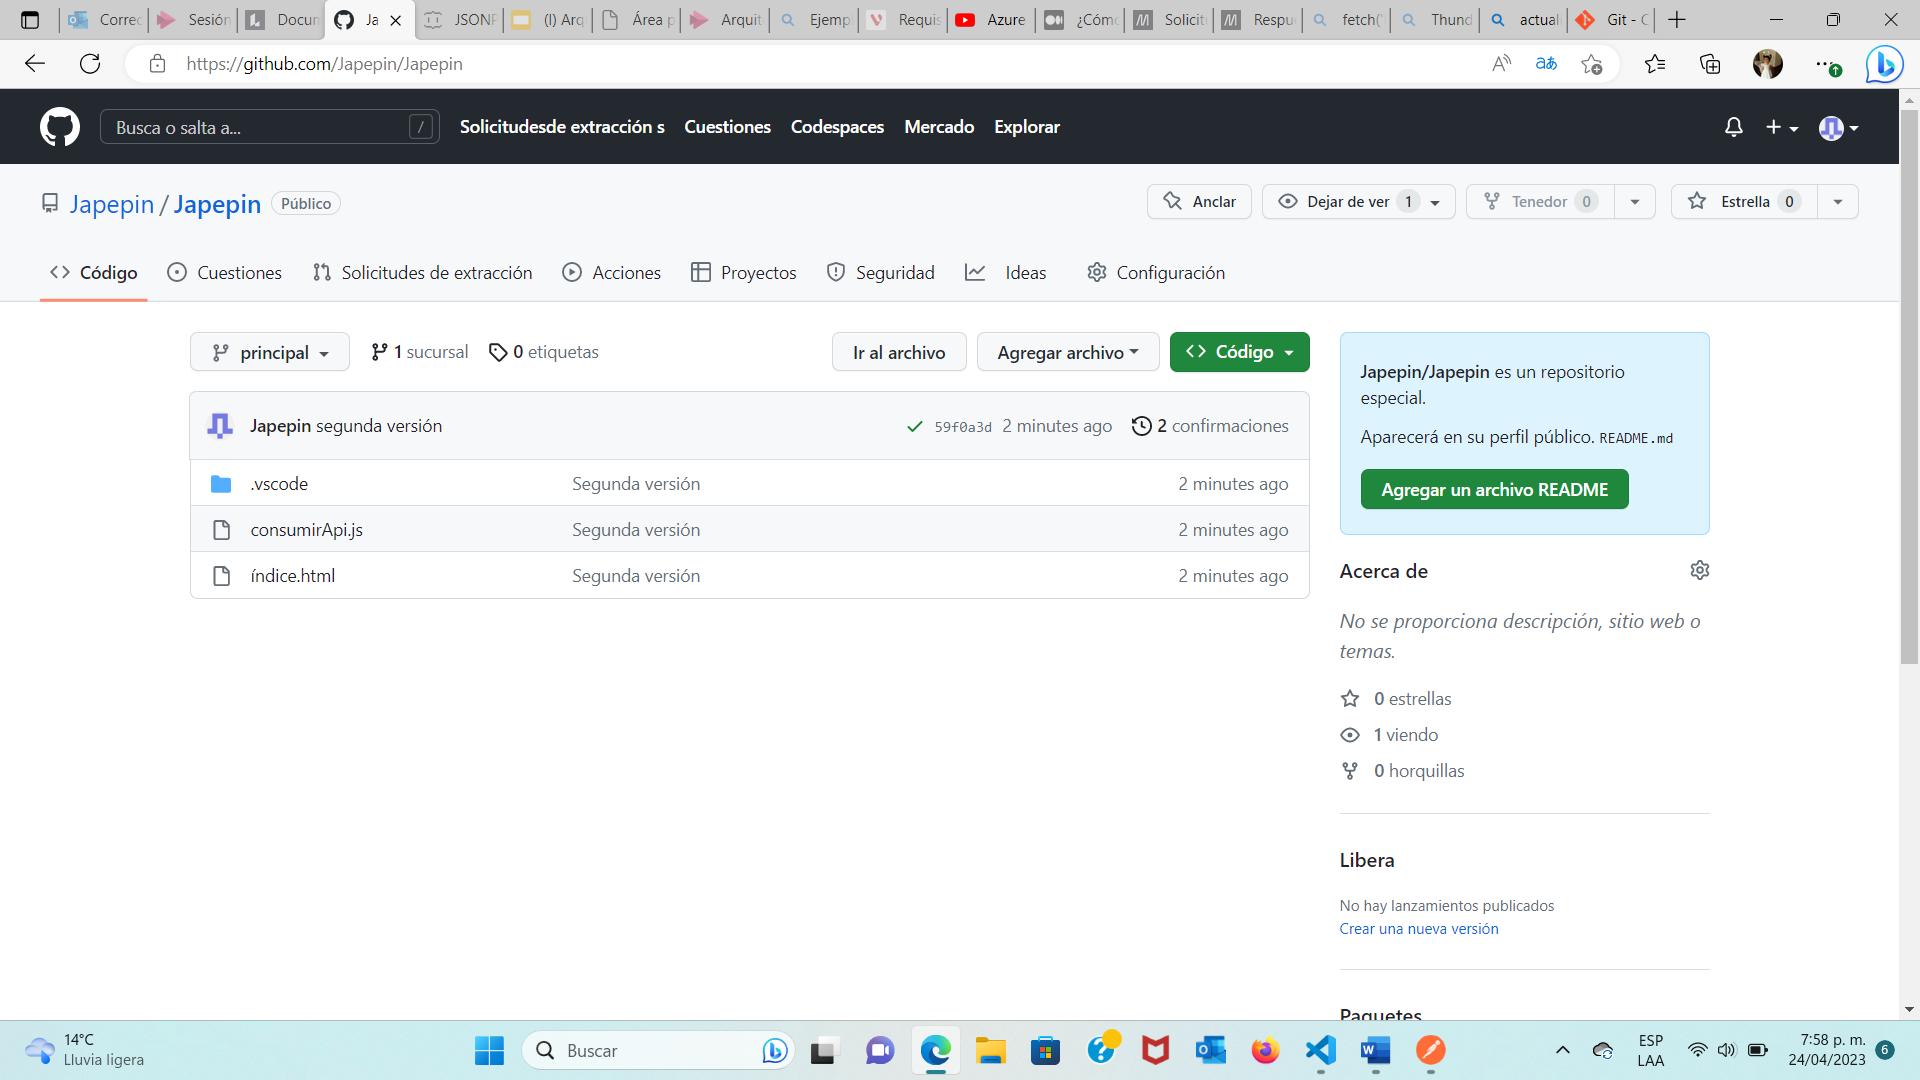 Correc
Sesión
Docum
Ja
JSONP
(I) Arq
Área p
Arquit
Ejemp
Requis
Azure
¿Cómo
Solicit
Respu
fetch('
Thund
actual
Git - C
https://github.com/Japepin/Japepin
Busca o salta a...
/
Solicitudesde extracción s
Cuestiones
Codespaces
Mercado
Explorar
Japepin / Japepin
Público
Anclar
Dejar de ver 1
Tenedor 0
Estrella 0
Código
Cuestiones
Solicitudes de extracción
Acciones
Proyectos
Seguridad
Ideas
Configuración
principal
1 sucursal
0 etiquetas
Ir al archivo
Agregar archivo
Código
Japepin segunda versión
59f0a3d 2 minutes ago
2 confirmaciones
.vscode
Segunda versión
2 minutes ago
consumirApi.js
Segunda versión
2 minutes ago
índice.html
Segunda versión
2 minutes ago
Japepin/Japepin es un repositorio
especial.
Aparecerá en su perfil público. README.md
Agregar un archivo README
Acerca de
No se proporciona descripción, sitio web o
temas.
0 estrellas
1 viendo
0 horquillas
Libera
No hay lanzamientos publicados
Crear una nueva versión
Paquetes
14°C
Lluvia ligera
Buscar
ESP
LAA
7:58 p. m.
24/04/2023
6